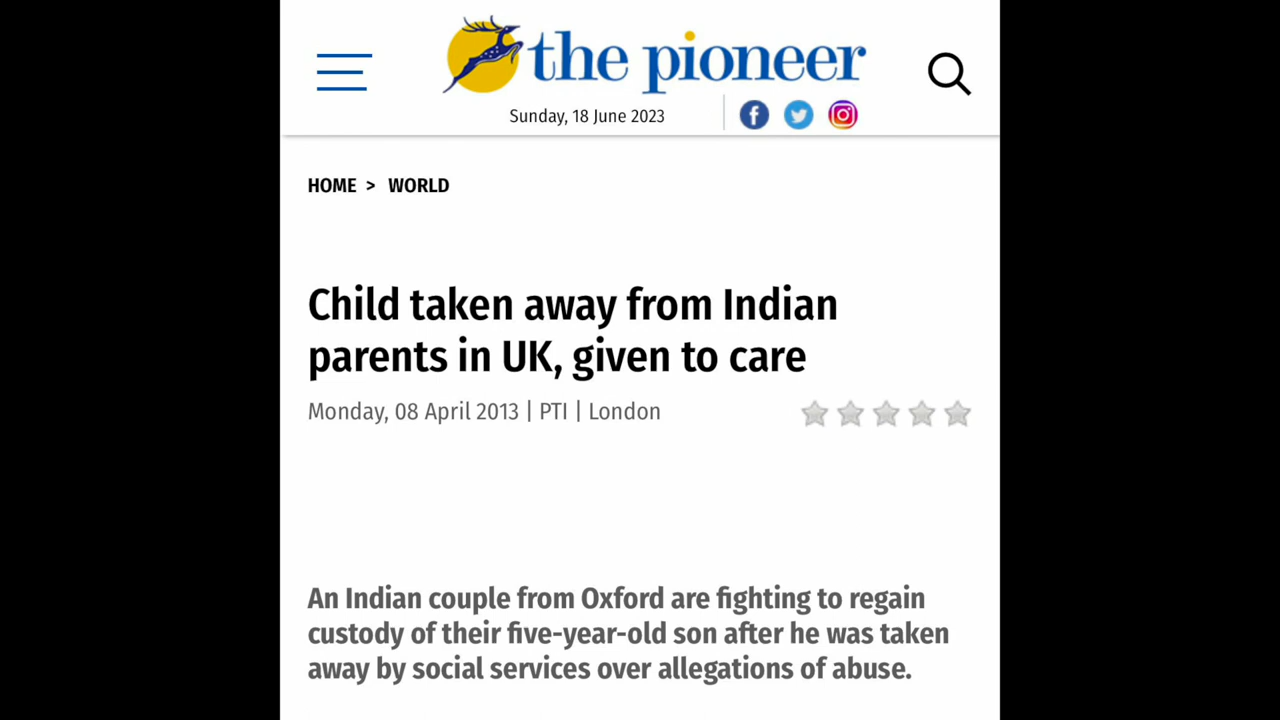 the pioneer
Sunday, 18 June 2023
HOME > WORLD
Child taken away from Indian
parents in UK, given to care
Monday, 08 April 2013 | PTI | London
An Indian couple from Oxford are fighting to regain
custody of their five-year-old son after he was taken
away by social services over allegations of abuse.